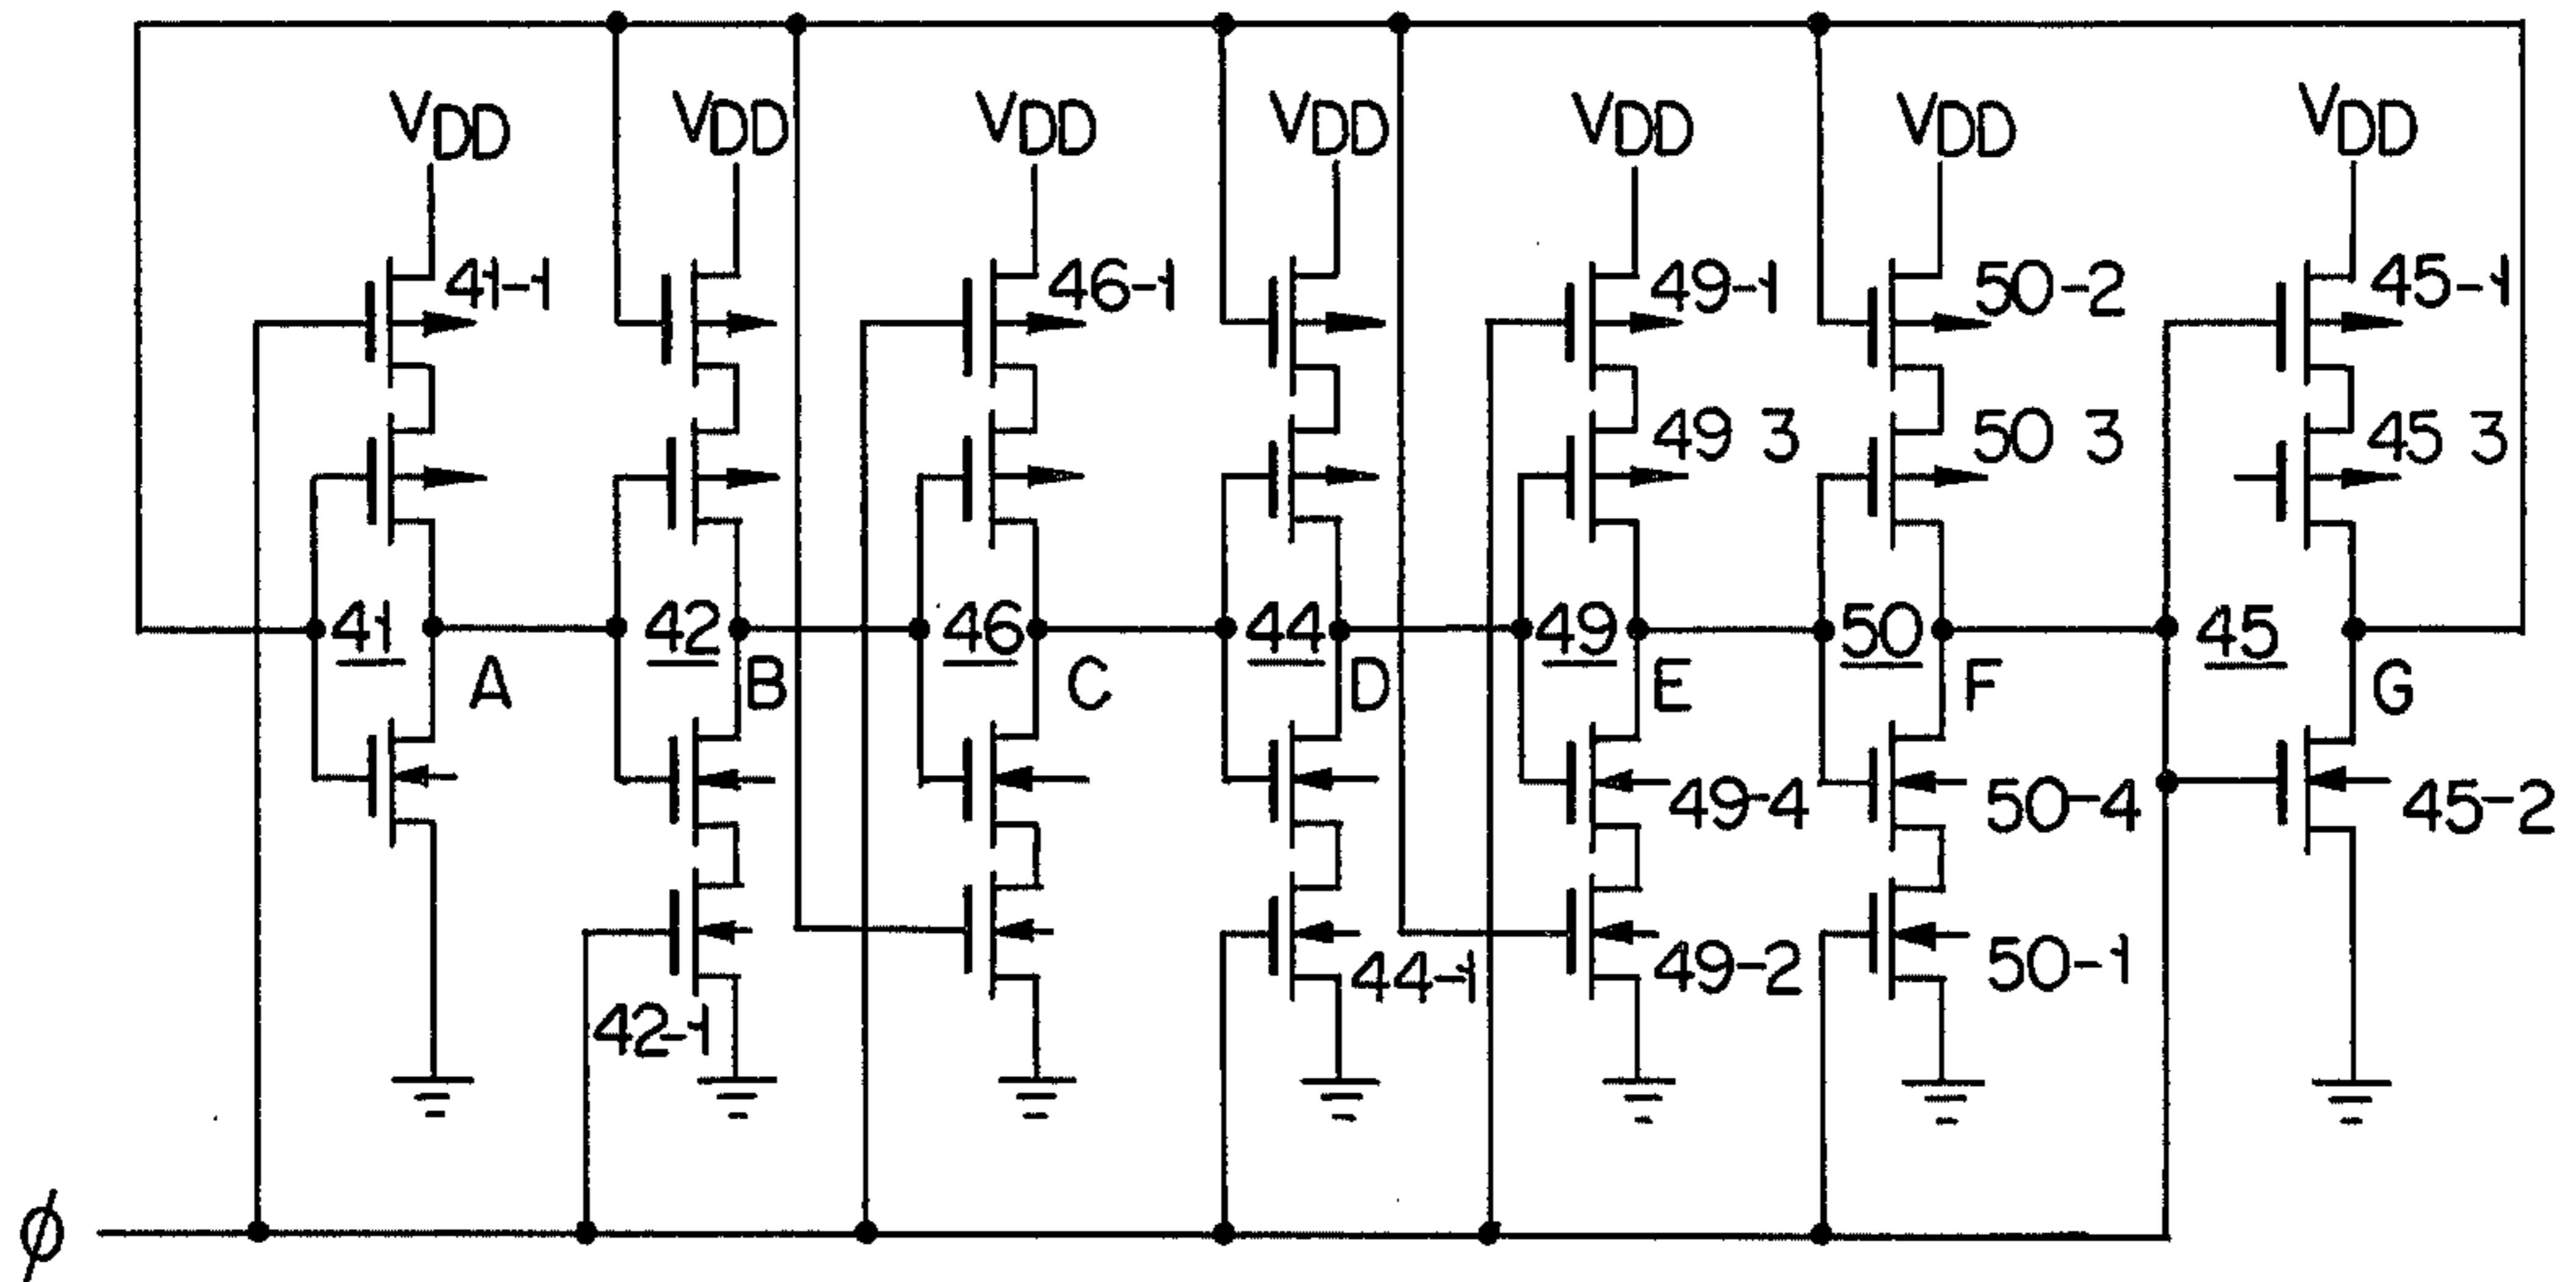 VDD VDD VDD VDD VDD VDD VDD
41-1 46-1 49-1 50-2 45-1
49 3 50 3 45 3
41 42 46 44 49 50 45
A B C D E F G
49-4 50-4 45-2
42-1 44-1 49-2 50-1
ϕ